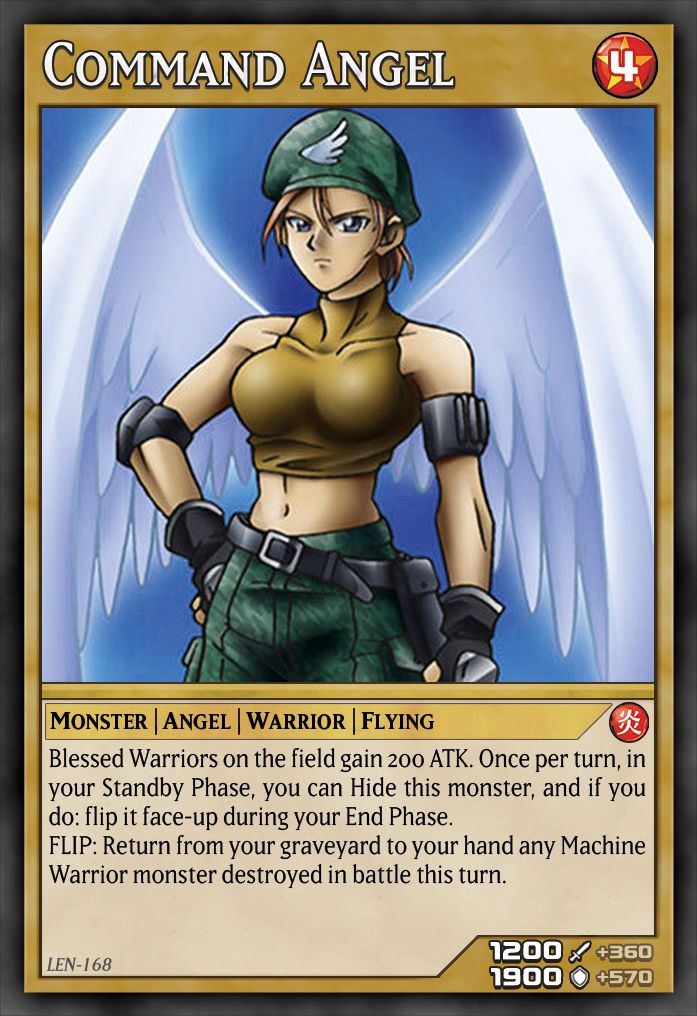 Command Angel
4
Monster | Angel | Warrior | Flying
炎
Blessed Warriors on the field gain 200 ATK. Once per turn, in
your Standby Phase, you can Hide this monster, and if you
do: flip it face-up during your End Phase.
FLIP: Return from your graveyard to your hand any Machine
Warrior monster destroyed in battle this turn.
1200 +360
LEN-168
1900 +570